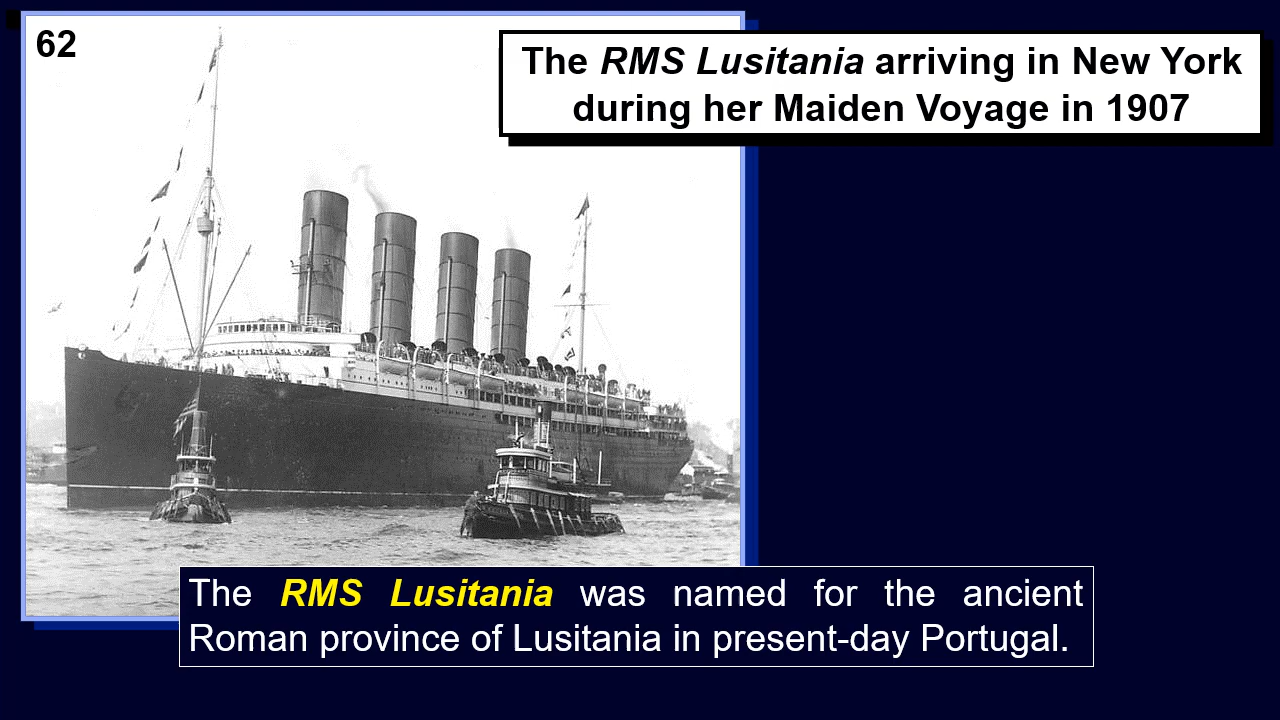 62
The RMS Lusitania arriving in New York
during her Maiden Voyage in 1907
The RMS Lusitania was named for the ancient
Roman province of Lusitania in present-day Portugal.